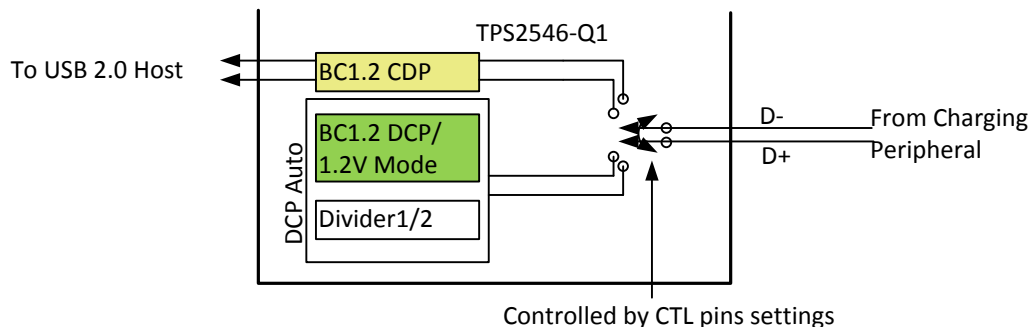 TPS2546-Q1
To USB 2.0 Host
BC1.2 CDP
D-
From Charging
BC1.2 DCP/
1.2V Mode
D+
Peripheral
DCP Auto
Divider1/2
Controlled by CTL pins settings